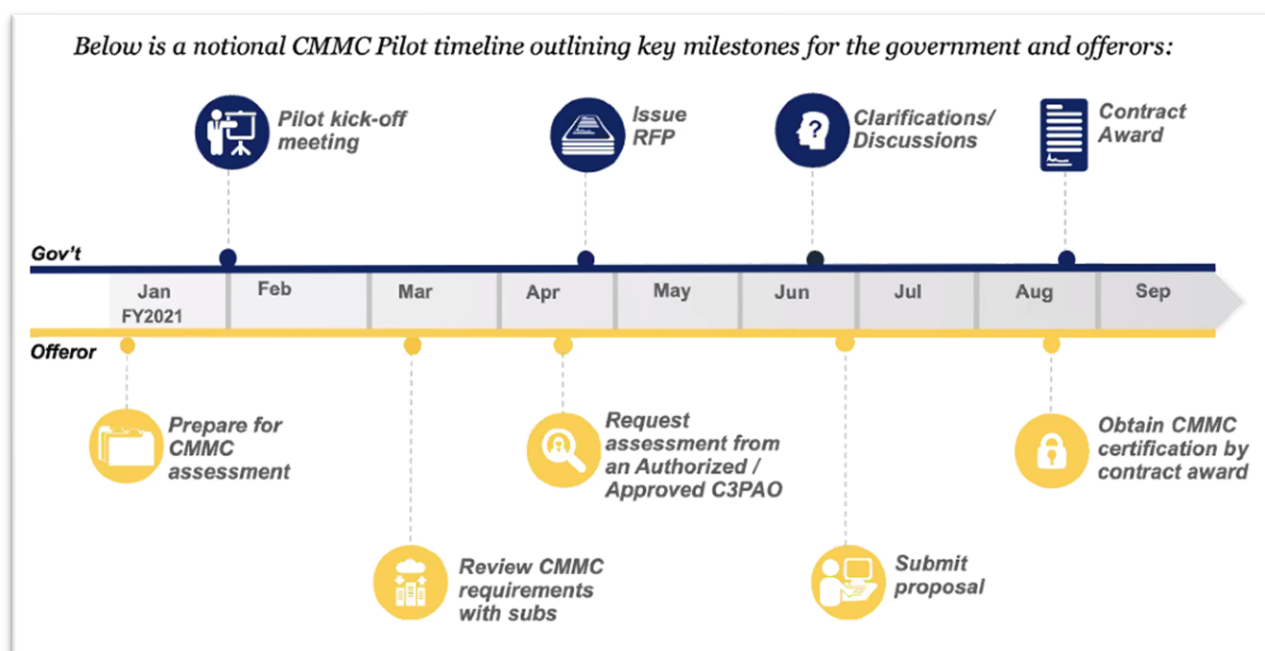 Below is a notional CMMC Pilot timeline outlining key milestones for the government and offerors:
Pilot kick-off
meeting
Issue
RFP
?
Clarifications/
Discussions
Contract
Award
Gov't
Jan
FY2021
Feb
Mar
Apr
May
Jun
Jul
Aug
Sep
Offeror
Prepare for
CMMC
assessment
Request
assessment from
an Authorized /
Approved C3PAO
Obtain CMMC
certification by
contract award
Review CMMC
requirements
with subs
Submit
proposal